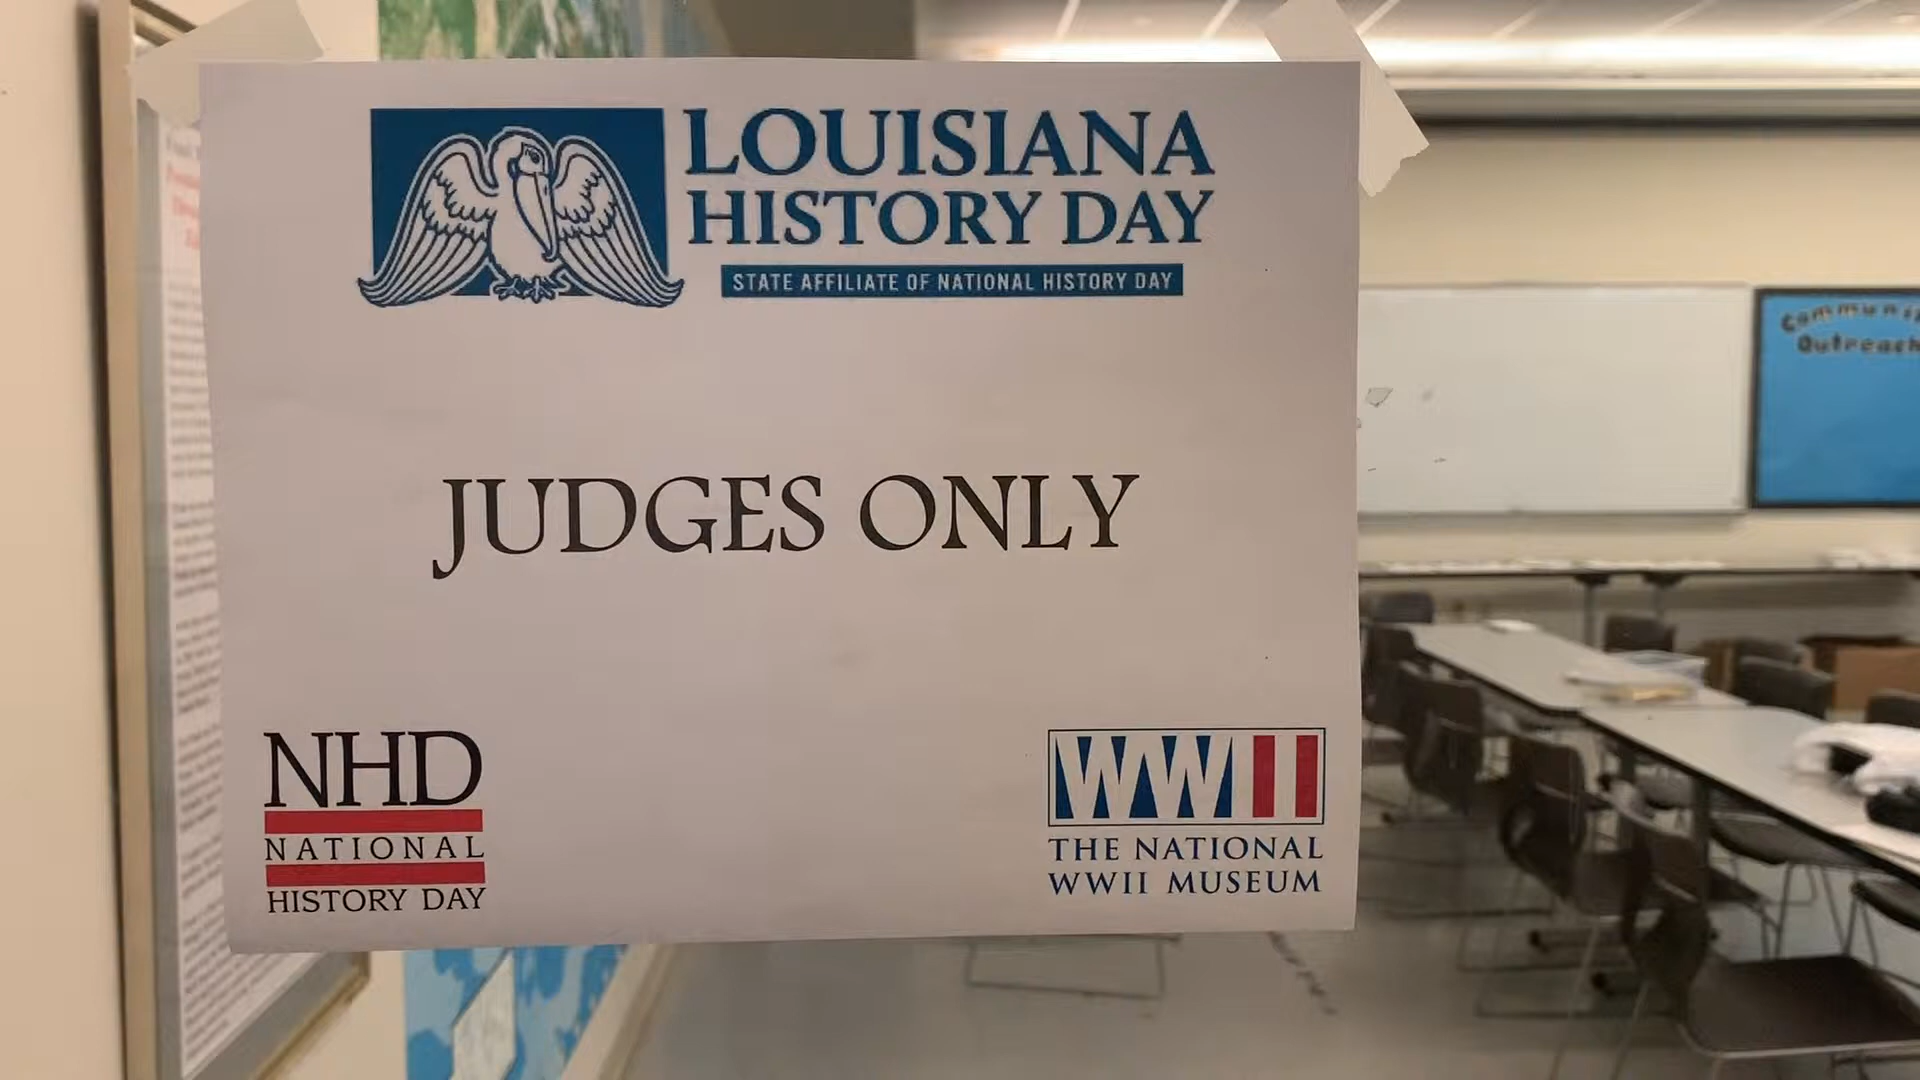 LOUISIANA
HISTORY DAY
STATE AFFILIATE OF NATIONAL HISTORY DAY
JUDGES ONLY
NHD
NATIONAL
HISTORY DAY
WWII
THE NATIONAL
WWII MUSEUM
Outreach